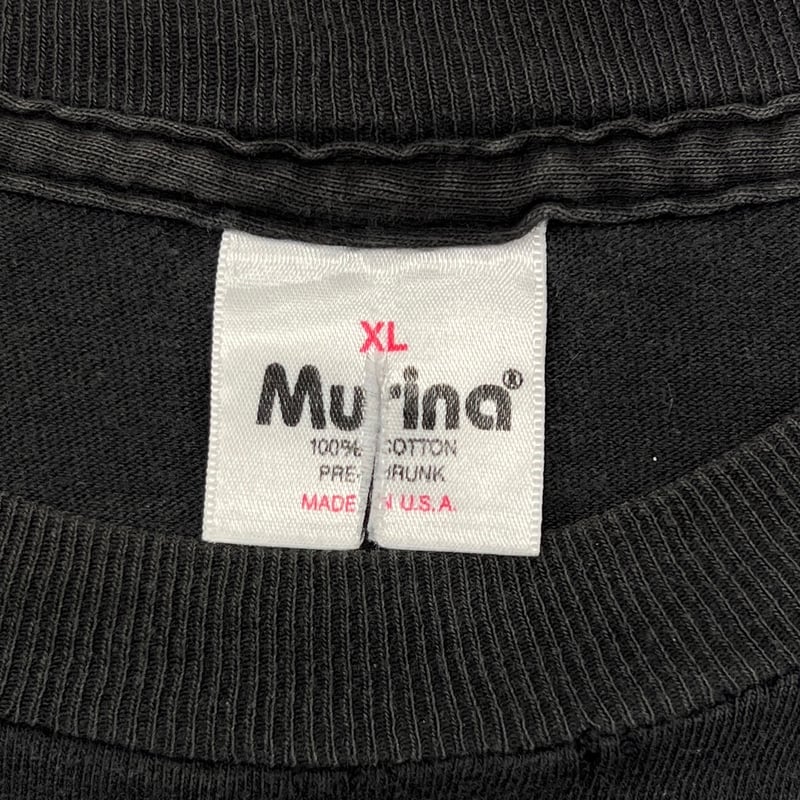 XL
Murina®
100% COTTON
PRE-SHRUNK
MADE IN U.S.A.